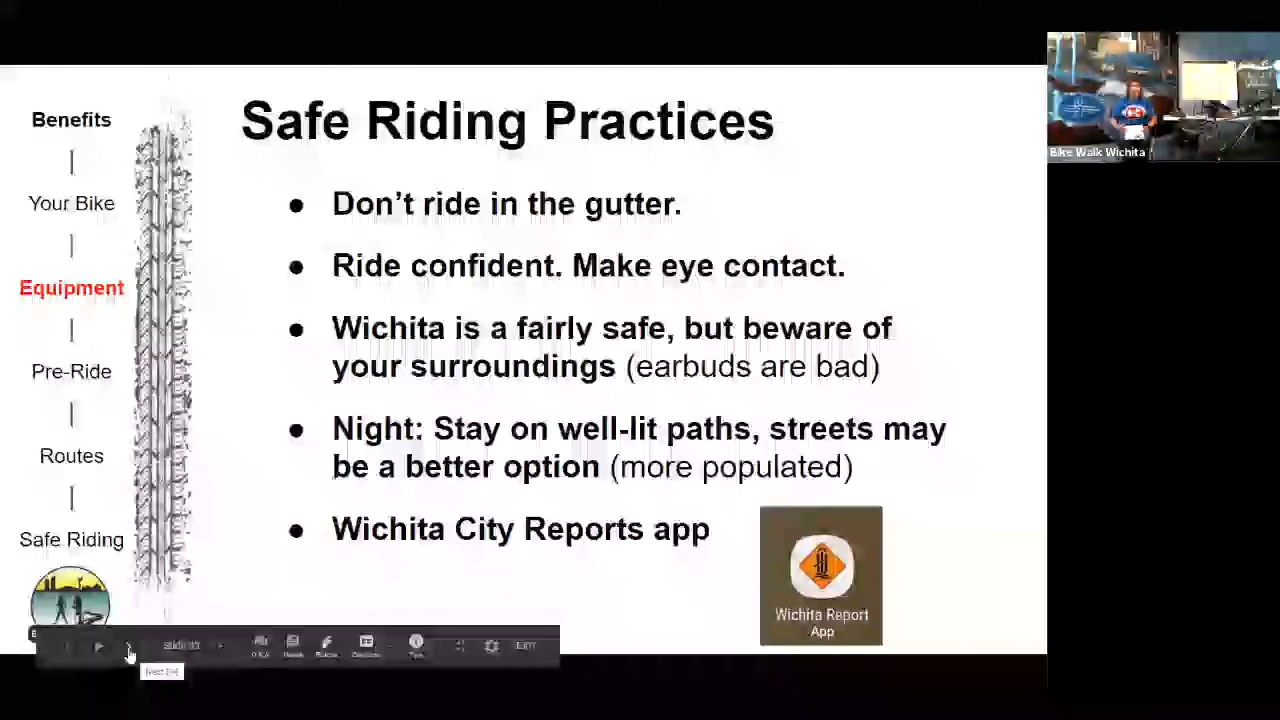 Benefits
Your Bike
Equipment
Pre-Ride
Routes
Safe Riding
Safe Riding Practices
● Don’t ride in the gutter.
● Ride confident. Make eye contact.
● Wichita is a fairly safe, but beware of
your surroundings (earbuds are bad)
● Night: Stay on well-lit paths, streets may
be a better option (more populated)
● Wichita City Reports app
Wichita Report
App
Bike Walk Wichita
EXIT